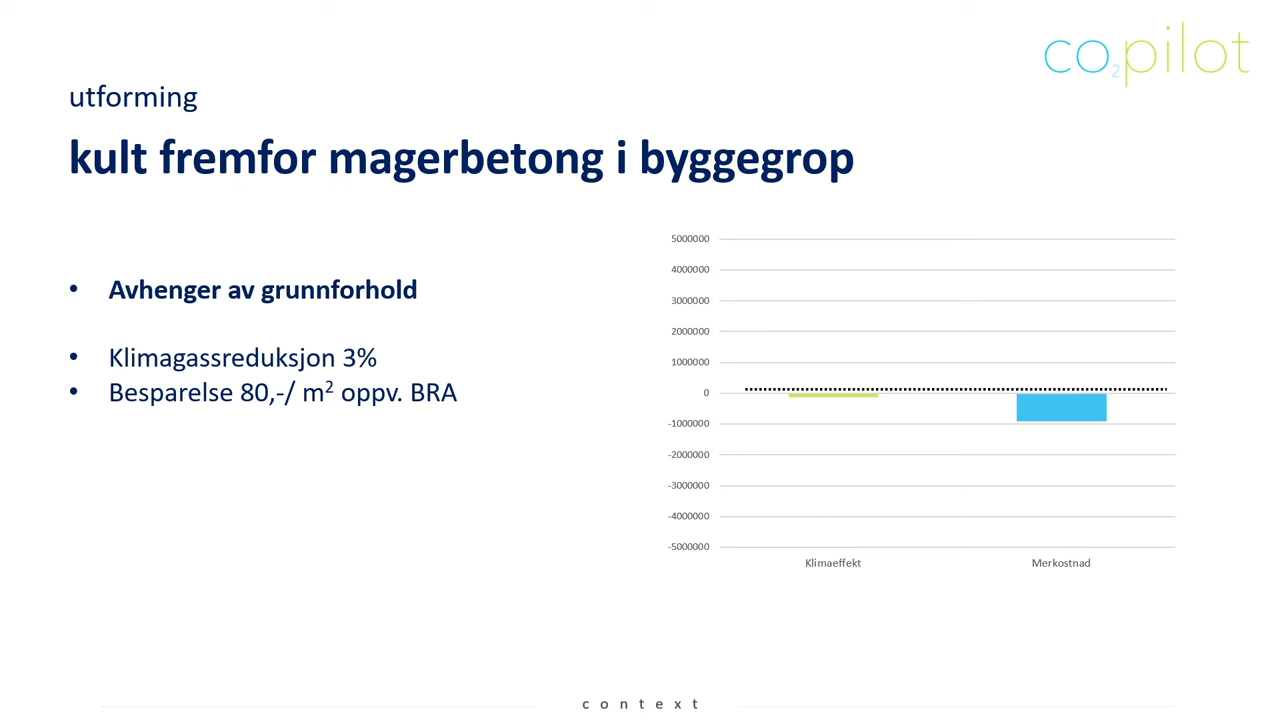 co₂pilot
utforming
kult fremfor magerbetong i byggegrop
• Avhenger av grunnforhold
• Klimagassreduksjon 3%
• Besparelse 80,-/ m² oppv. BRA
5000000
4000000
3000000
2000000
1000000
0
-1000000
-2000000
-3000000
-4000000
-5000000
Klimaeffekt Merkostnad
context